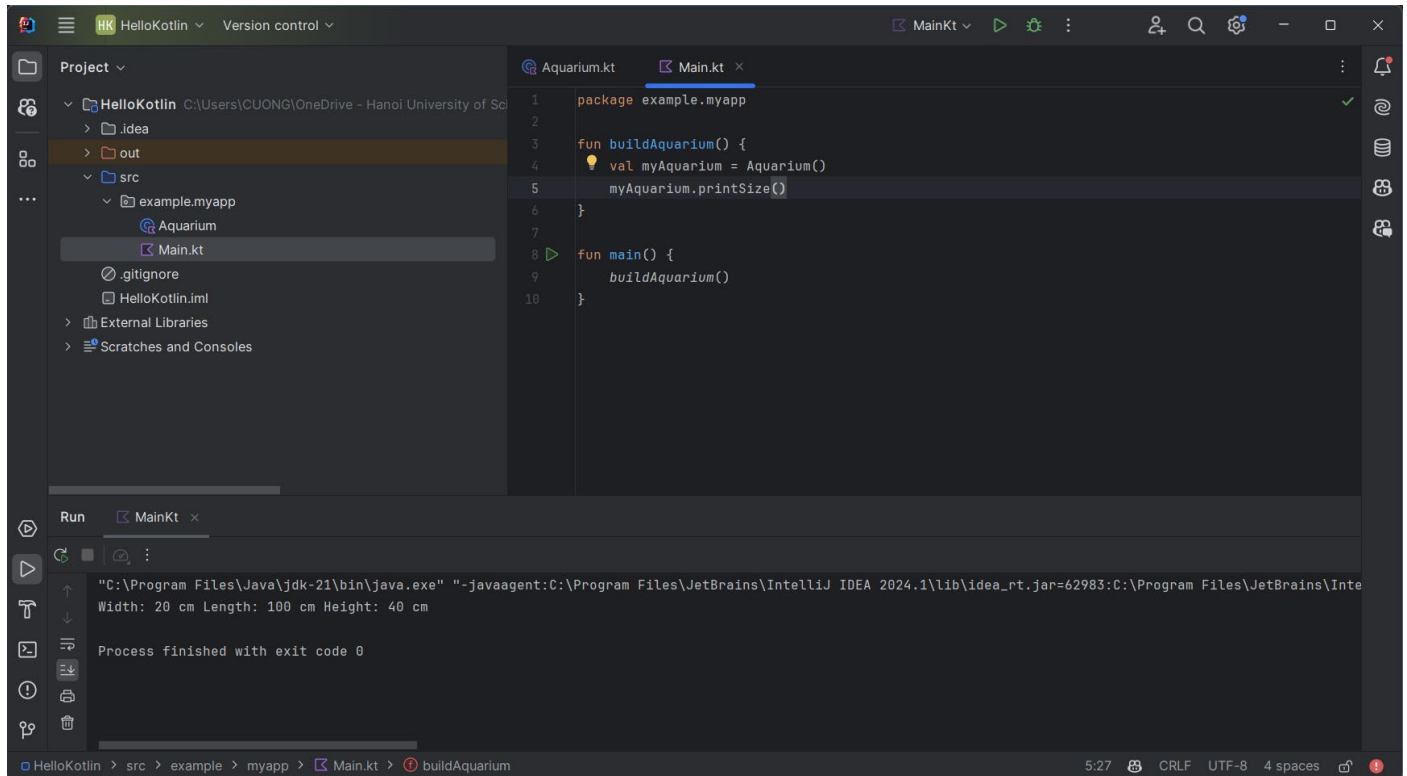 HK HelloKotlin Version control MainKt
Project
Aquarium.kt Main.kt
HelloKotlin C:\Users\CUONG\OneDrive - Hanoi University of Sci
.idea
out
src
example.myapp
Aquarium
Main.kt
.gitignore
HelloKotlin.iml
External Libraries
Scratches and Consoles
1 package example.myapp
2
3 fun buildAquarium() {
4 val myAquarium = Aquarium()
5 myAquarium.printSize()
6 }
7
8 fun main() {
9 buildAquarium()
10 }
Run MainKt
"C:\Program Files\Java\jdk-21\bin\java.exe" "-javaagent:C:\Program Files\JetBrains\IntelliJ IDEA 2024.1\lib\idea_rt.jar=62983:C:\Program Files\JetBrains\Inte
Width: 20 cm Length: 100 cm Height: 40 cm
Process finished with exit code 0
HelloKotlin > src > example > myapp > Main.kt > buildAquarium 5:27 CRLF UTF-8 4 spaces